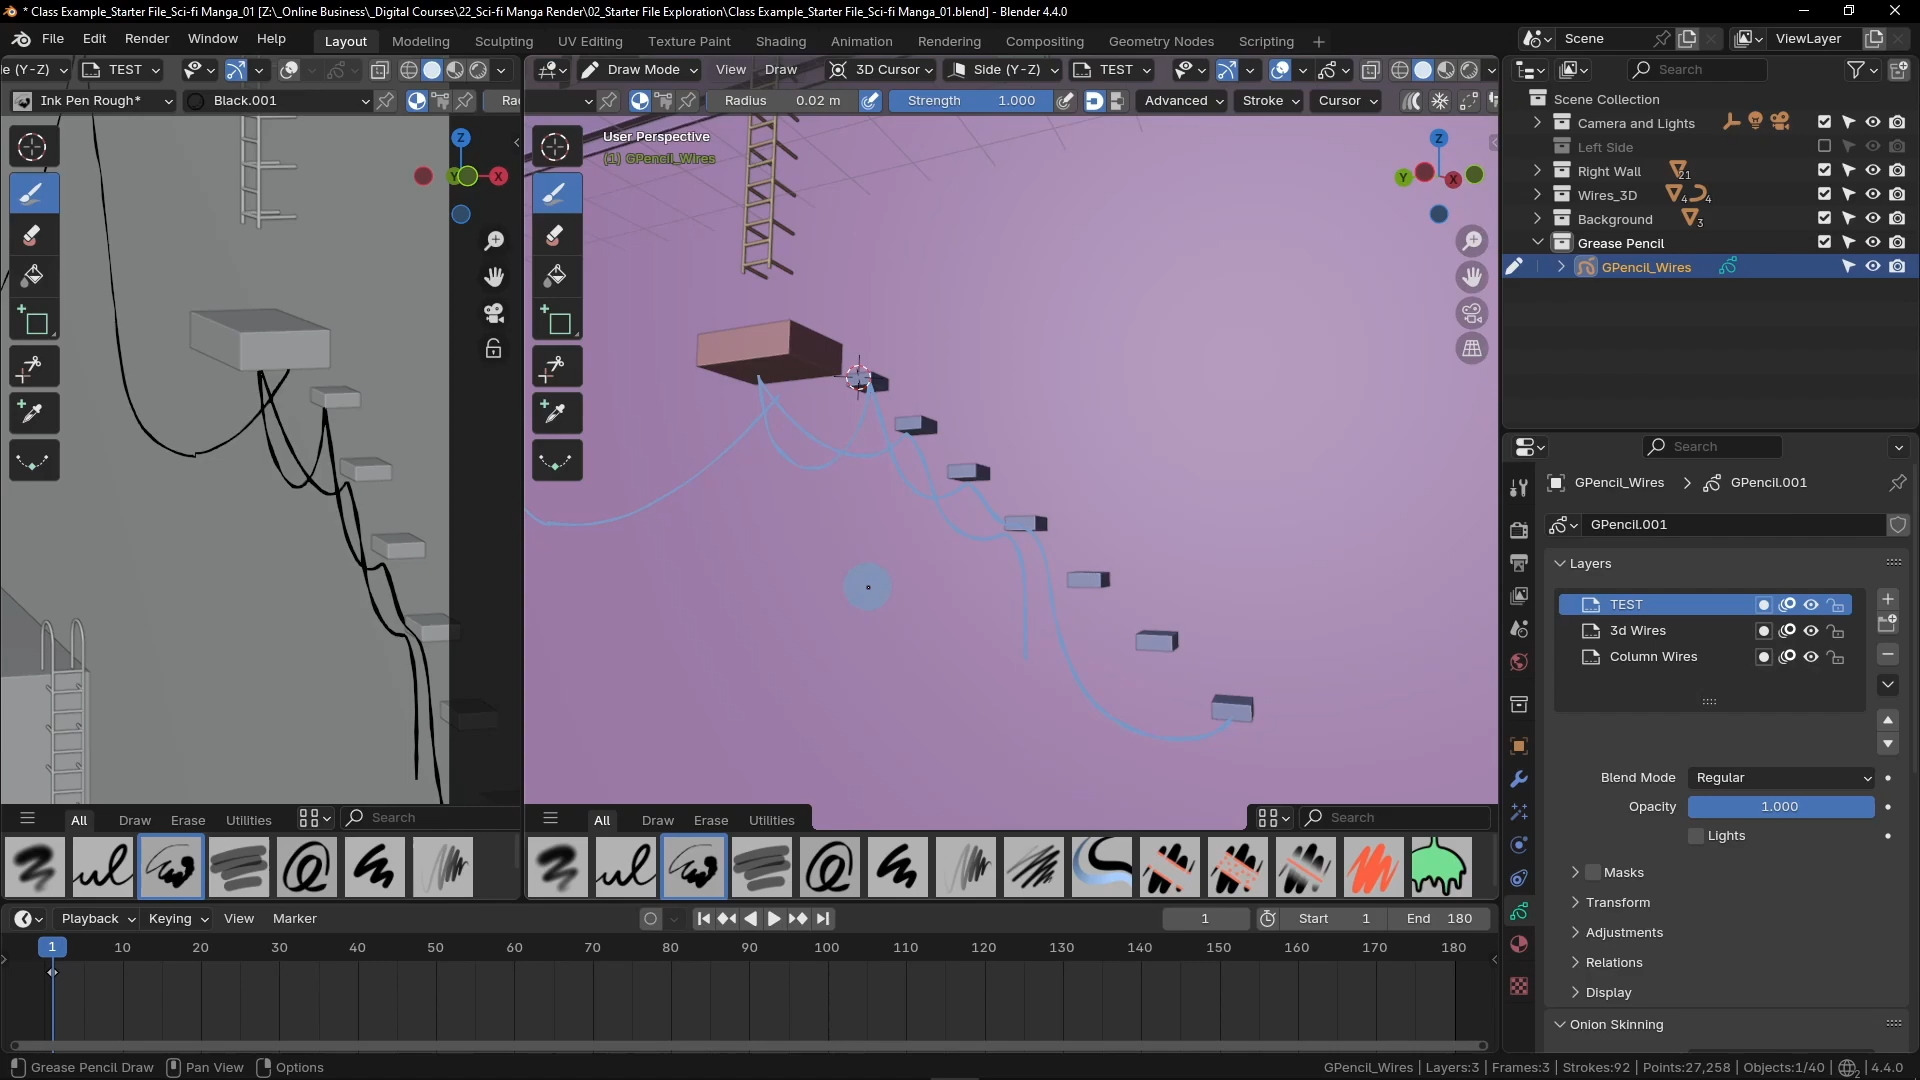 * Class Example_Starter File_Sci-fi Manga_01 [Z:\_Online Business\_Digital Courses\22_Sci-fi Manga Render\02_Starter File Exploration\Class Example_Starter File_Sci-fi Manga_01.blend] - Blender 4.4.0
File Edit Render Window Help Layout Modeling Sculpting UV Editing Texture Paint Shading Animation Rendering Compositing Geometry Nodes Scripting + Scene ViewLayer
e (Y-Z) TEST Draw Mode View Draw 3D Cursor Side (Y-Z) TEST Search
Ink Pen Rough* Black.001 Ra Radius 0.02 m Strength 1.000 Advanced Stroke Cursor
Scene Collection
Camera and Lights
Left Side
Right Wall 21
Wires_3D 4 4
Background 3
Grease Pencil
GPencil_Wires
User Perspective
(1) GPencil_Wires
Z
Y X
Z
Y X
Search
GPencil_Wires > GPencil.001
GPencil.001
Layers
TEST
3d Wires
Column Wires
Blend Mode Regular
Opacity 1.000
Lights
Masks
Transform
Adjustments
Relations
Display
Onion Skinning
All Draw Erase Utilities Search
All Draw Erase Utilities Search
Playback Keying View Marker 1 Start 1 End 180
1 10 20 30 40 50 60 70 80 90 100 110 120 130 140 150 160 170 180
Grease Pencil Draw Pan View Options GPencil_Wires | Layers:3 | Frames:3 | Strokes:92 | Points:27,258 | Objects:1/40 | 2 | 4.4.0